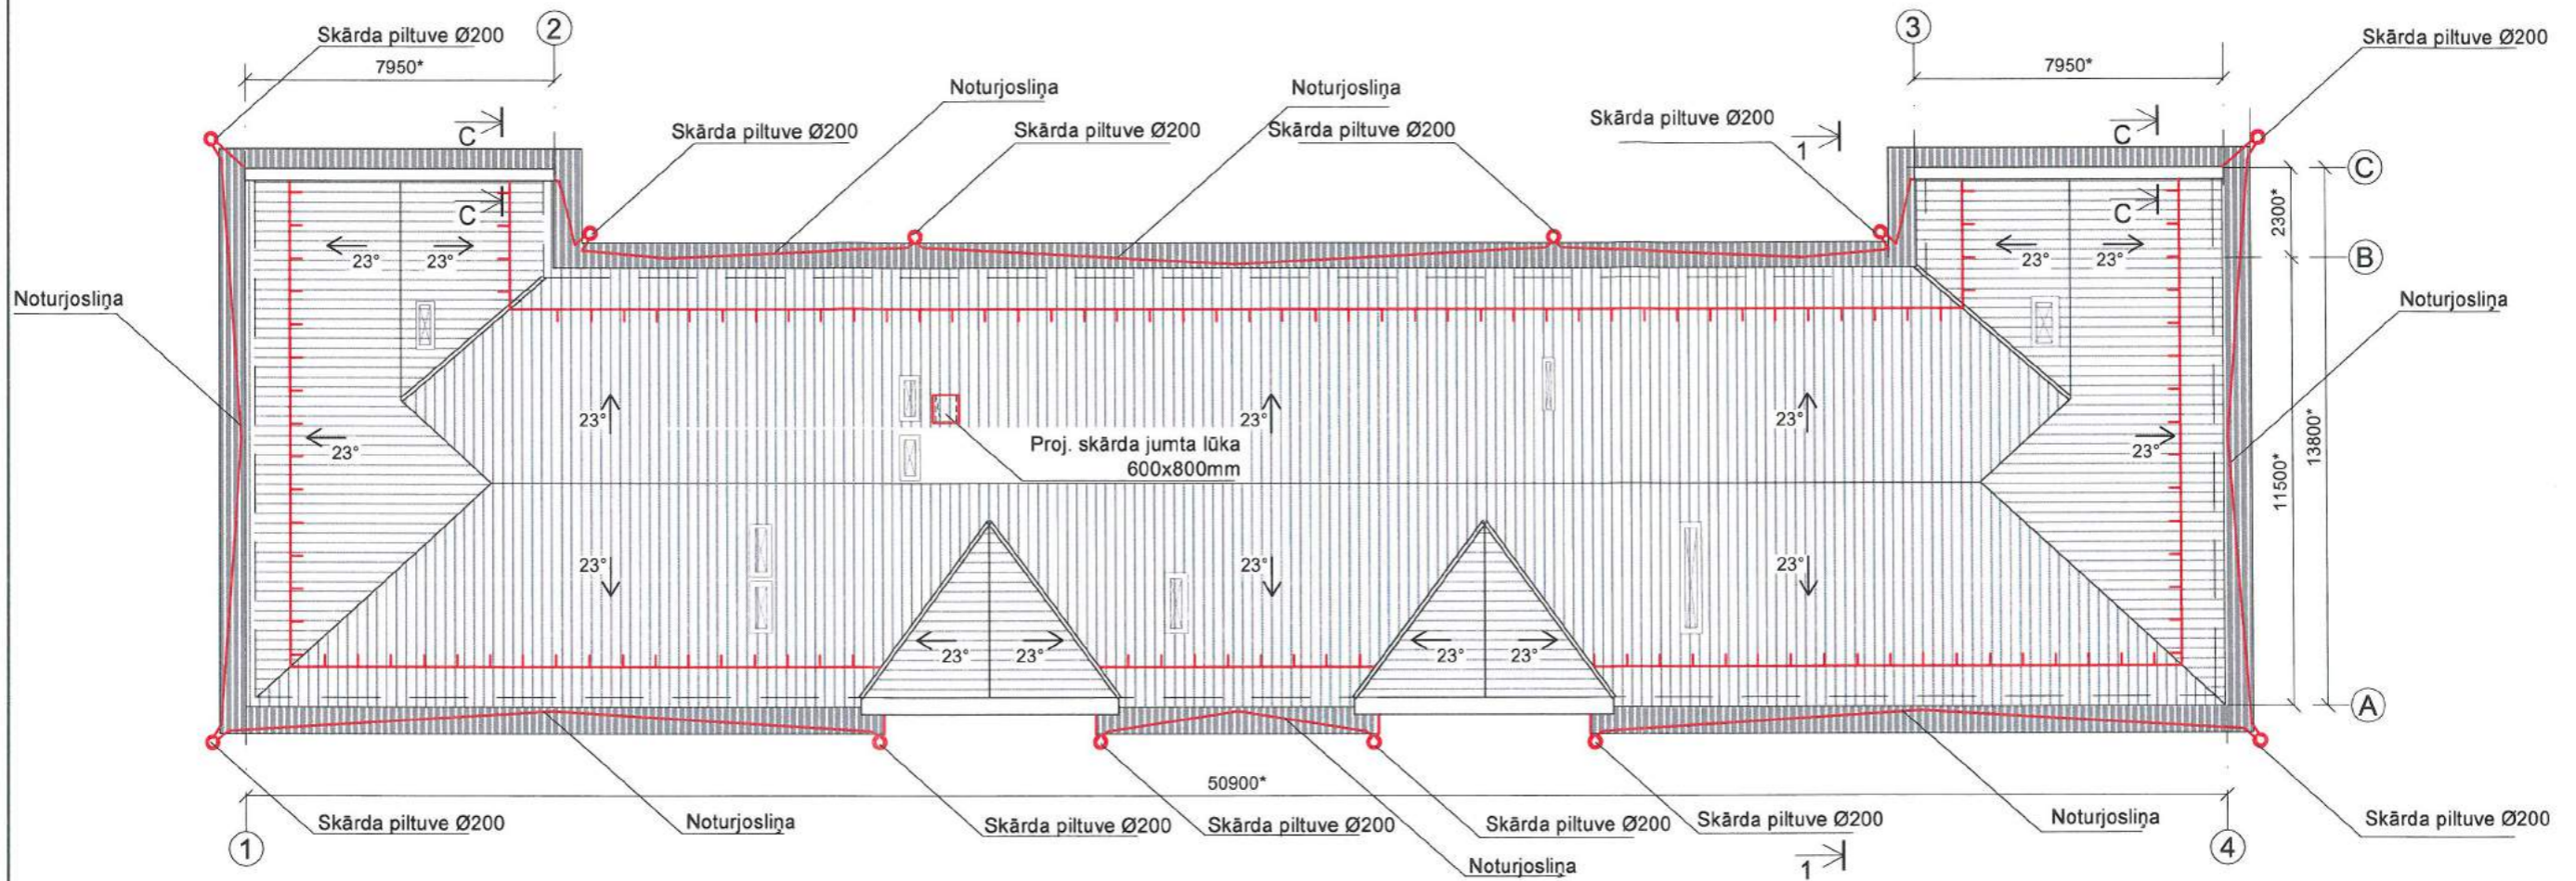 Skārda piltuve Ø200
2
3
Skārda piltuve Ø200
7950*
7950*
Noturjosliņa
Noturjosliņa
Skārda piltuve Ø200
Skārda piltuve Ø200
Skārda piltuve Ø200
Skārda piltuve Ø200
C
1
C
C
C
C
2300*
B
23°
23°
23°
23°
Noturjosliņa
Noturjosliņa
23°
23°
23°
23°
23°
Proj. skārda jumta lūka
600x800mm
11500*
13800*
23°
23°
23°
23°
23°
23°
23°
A
50900*
Skārda piltuve Ø200
Noturjosliņa
Skārda piltuve Ø200
Skārda piltuve Ø200
Skārda piltuve Ø200
Skārda piltuve Ø200
Noturjosliņa
Skārda piltuve Ø200
1
Noturjosliņa
1
4